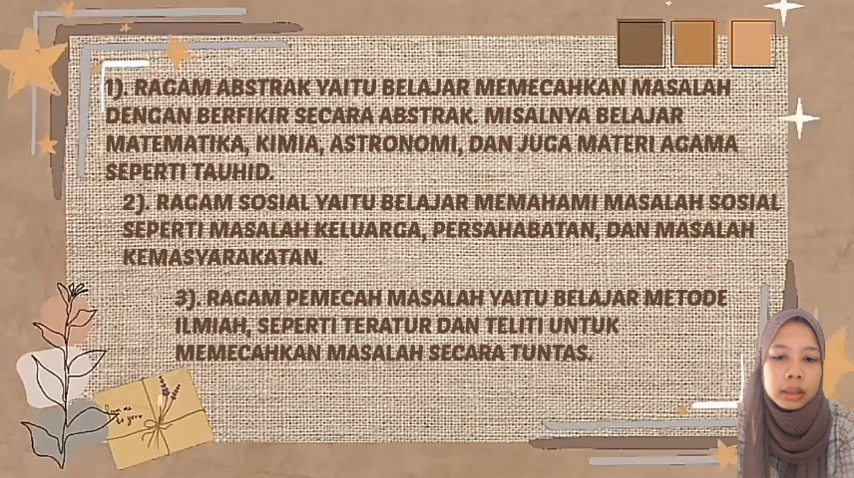 1). RAGAM ABSTRAK YAITU BELAJAR MEMECAHKAN MASALAH
DENGAN BERFIKIR SECARA ABSTRAK. MISALNYA BELAJAR
MATEMATIKA, KIMIA, ASTRONOMI, DAN JUGA MATERI AGAMA
SEPERTI TAUHID.
2). RAGAM SOSIAL YAITU BELAJAR MEMAHAMI MASALAH SOSIAL
SEPERTI MASALAH KELUARGA, PERSAHABATAN, DAN MASALAH
KEMASYARAKATAN.
3). RAGAM PEMECAH MASALAH YAITU BELAJAR METODE
ILMIAH, SEPERTI TERATUR DAN TELITI UNTUK
MEMECAHKAN MASALAH SECARA TUNTAS.
to you